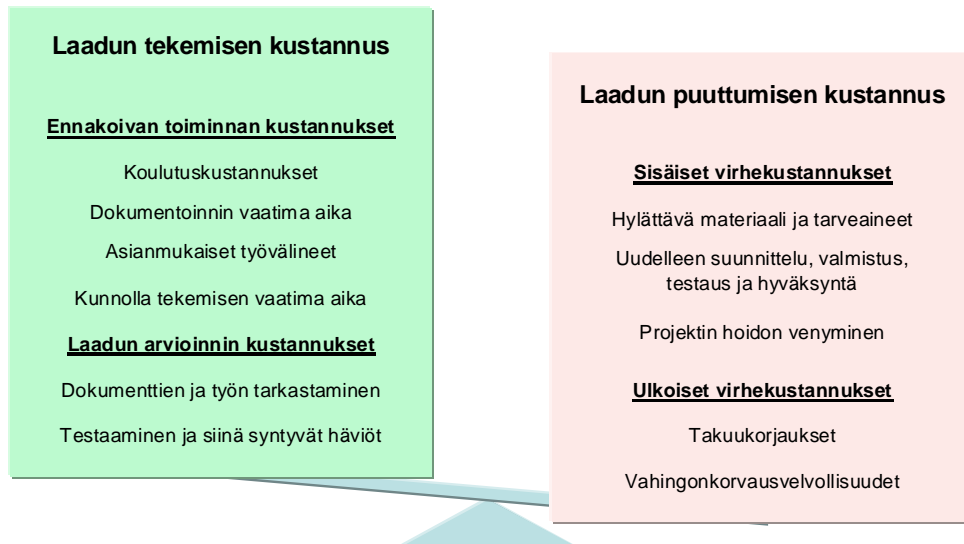 Laadun tekemisen kustannus
Ennakoivan toiminnan kustannukset
Koulutuskustannukset
Dokumentoinnin vaatima aika
Asianmukaiset työvälineet
Kunnolla tekemisen vaatima aika
Laadun arvioinnin kustannukset
Dokumenttien ja työn tarkastaminen
Testaaminen ja siinä syntyvät häviöt
Laadun puuttumisen kustannus
Sisäiset virhekustannukset
Hylättävä materiaali ja tarveaineet
Uudelleen suunnittelu, valmistus,
testaus ja hyväksyntä
Projektin hoidon venyminen
Ulkoiset virhekustannukset
Takuukorjaukset
Vahingonkorvausvelvollisuudet